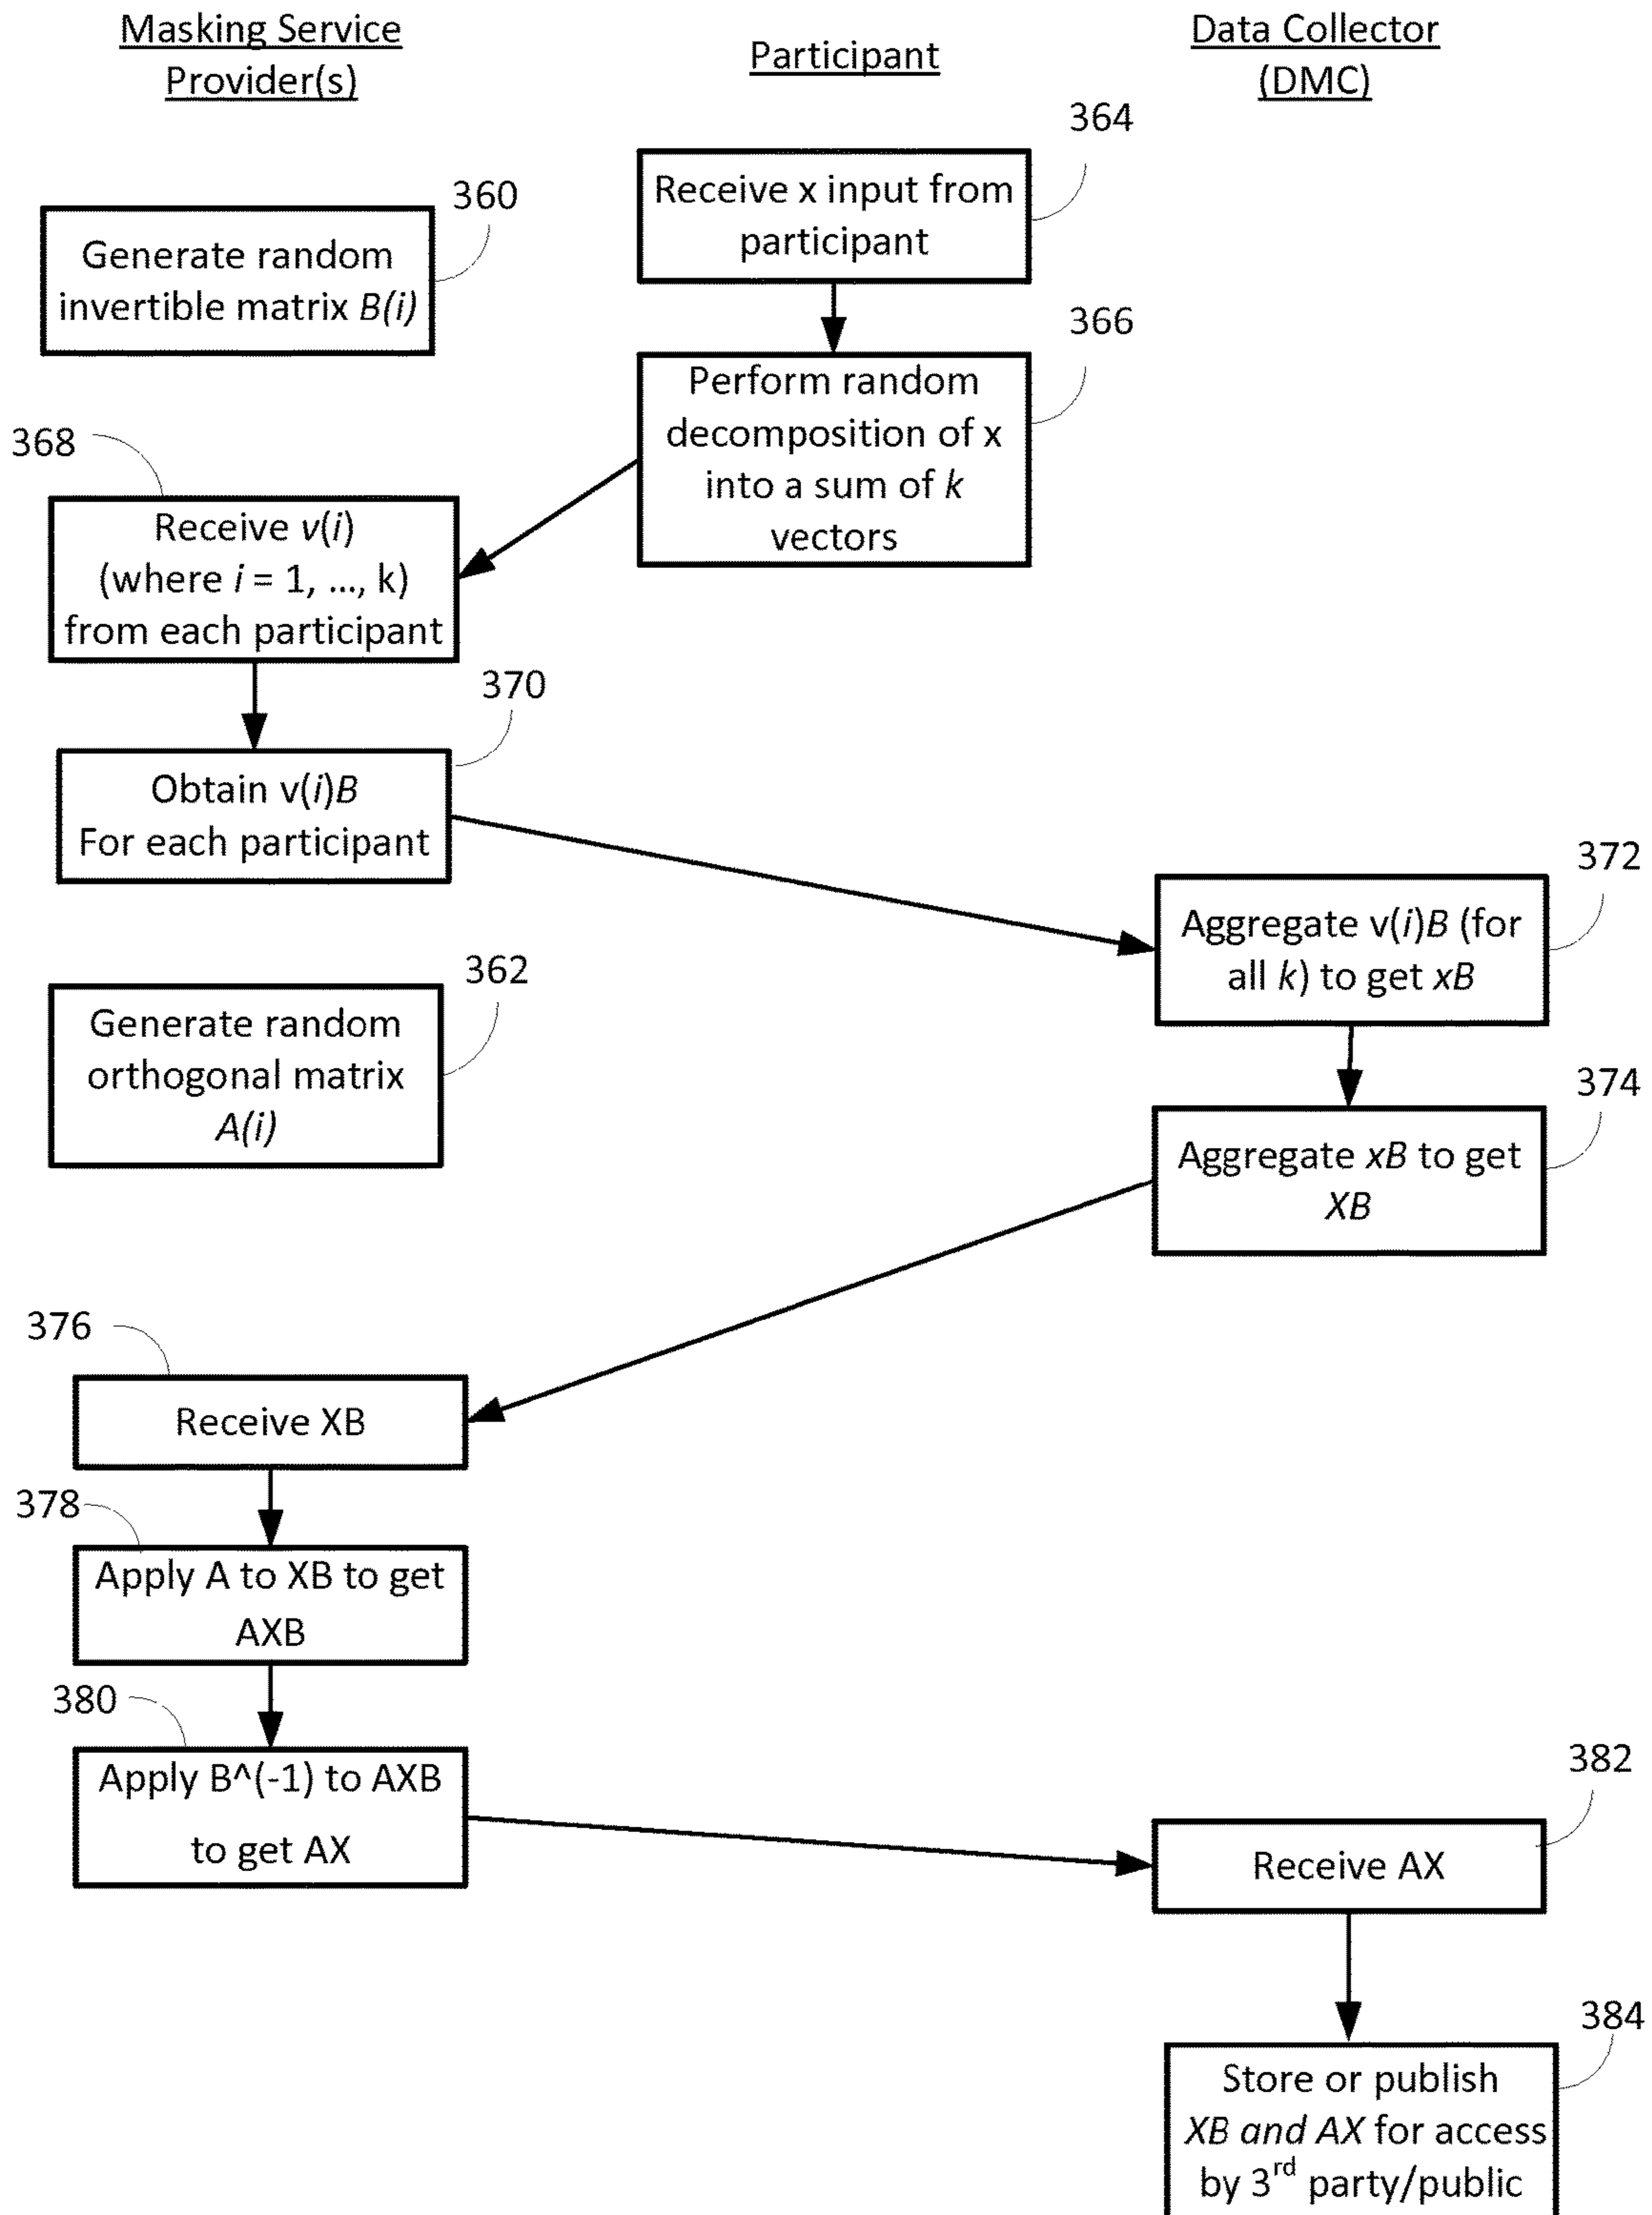 Masking Service
Provider(s)
Participant
Data Collector
(DMC)
364
Receive x input from
participant
360
Generate random
invertible matrix B(i)
366
Perform random
decomposition of x
into a sum of k
vectors
368
Receive v(i)
(where i = 1, ..., k)
from each participant
370
Obtain v(i)B
For each participant
372
Aggregate v(i)B (for
all k) to get xB
362
Generate random
orthogonal matrix
A(i)
374
Aggregate xB to get
XB
376
Receive XB
378
Apply A to XB to get
AXB
380
Apply B^(-1) to AXB
to get AX
382
Receive AX
384
Store or publish
XB and AX for access
by 3rd party/public